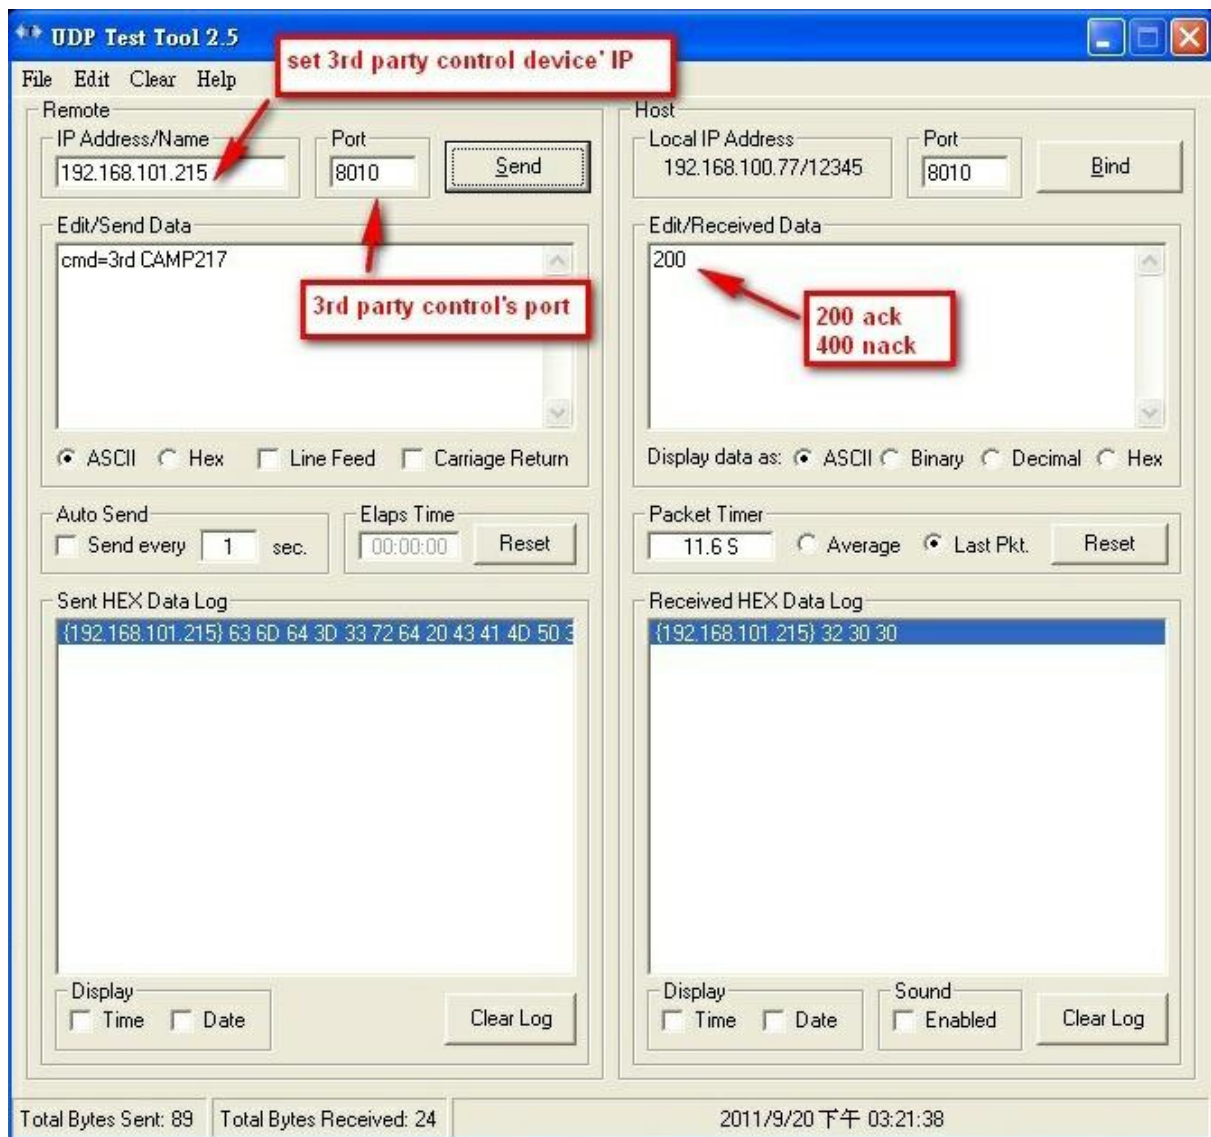 UDP Test Tool 2.5
set 3rd party control device' IP
File Edit Clear Help
Remote
IP Address/Name
Port
192.168.101.215
8010
Send
Edit/Send Data
cmd=3rd CAMP217
3rd party control's port
ASCII Hex Line Feed Carriage Return
Auto Send
Send every 1 sec.
Elaps Time
00:00:00
Reset
Sent HEX Data Log
{192.168.101.215} 63 6D 64 3D 33 72 64 20 43 41 4D 50 3
Display
Time Date
Clear Log
Host
Local IP Address
Port
192.168.100.77/12345
8010
Bind
Edit/Received Data
200
200 ack
400 nack
Display data as: ASCII Binary Decimal Hex
Packet Timer
11.6 S
Average Last Pkt.
Reset
Received HEX Data Log
{192.168.101.215} 32 30 30
Display
Time Date
Sound
Enabled
Clear Log
Total Bytes Sent: 89
Total Bytes Received: 24
2011/9/20 下午 03:21:38